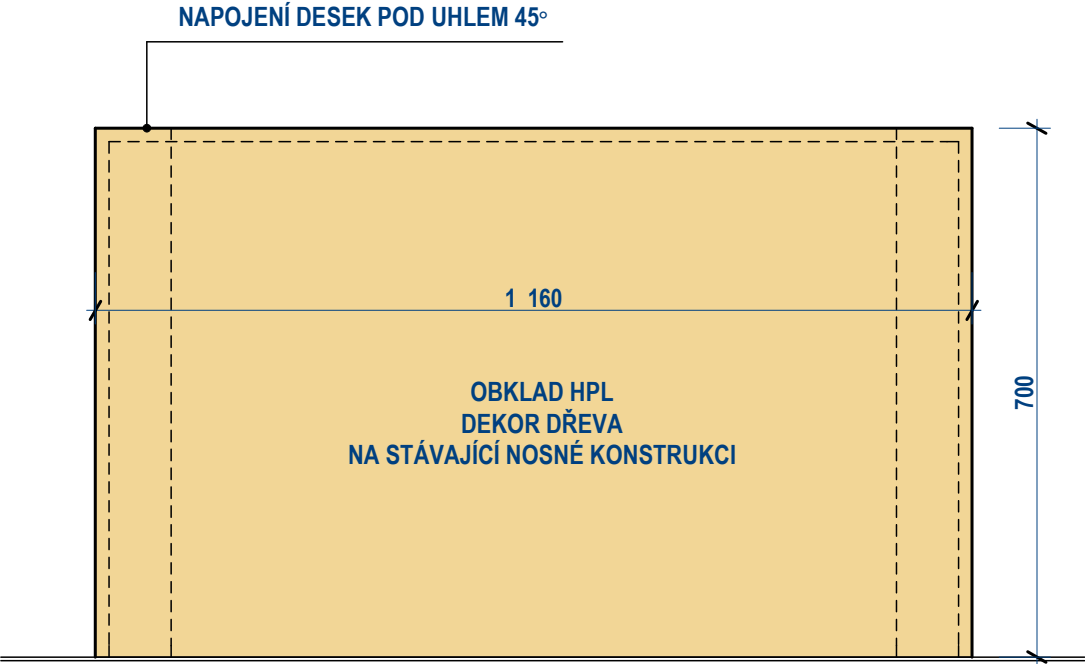 NAPOJENÍ DESEK POD UHLEM 45°
1 160
OBKLAD HPL
DEKOR DŘEVA
NA STÁVAJÍCÍ NOSNÉ KONSTRUKCI
700